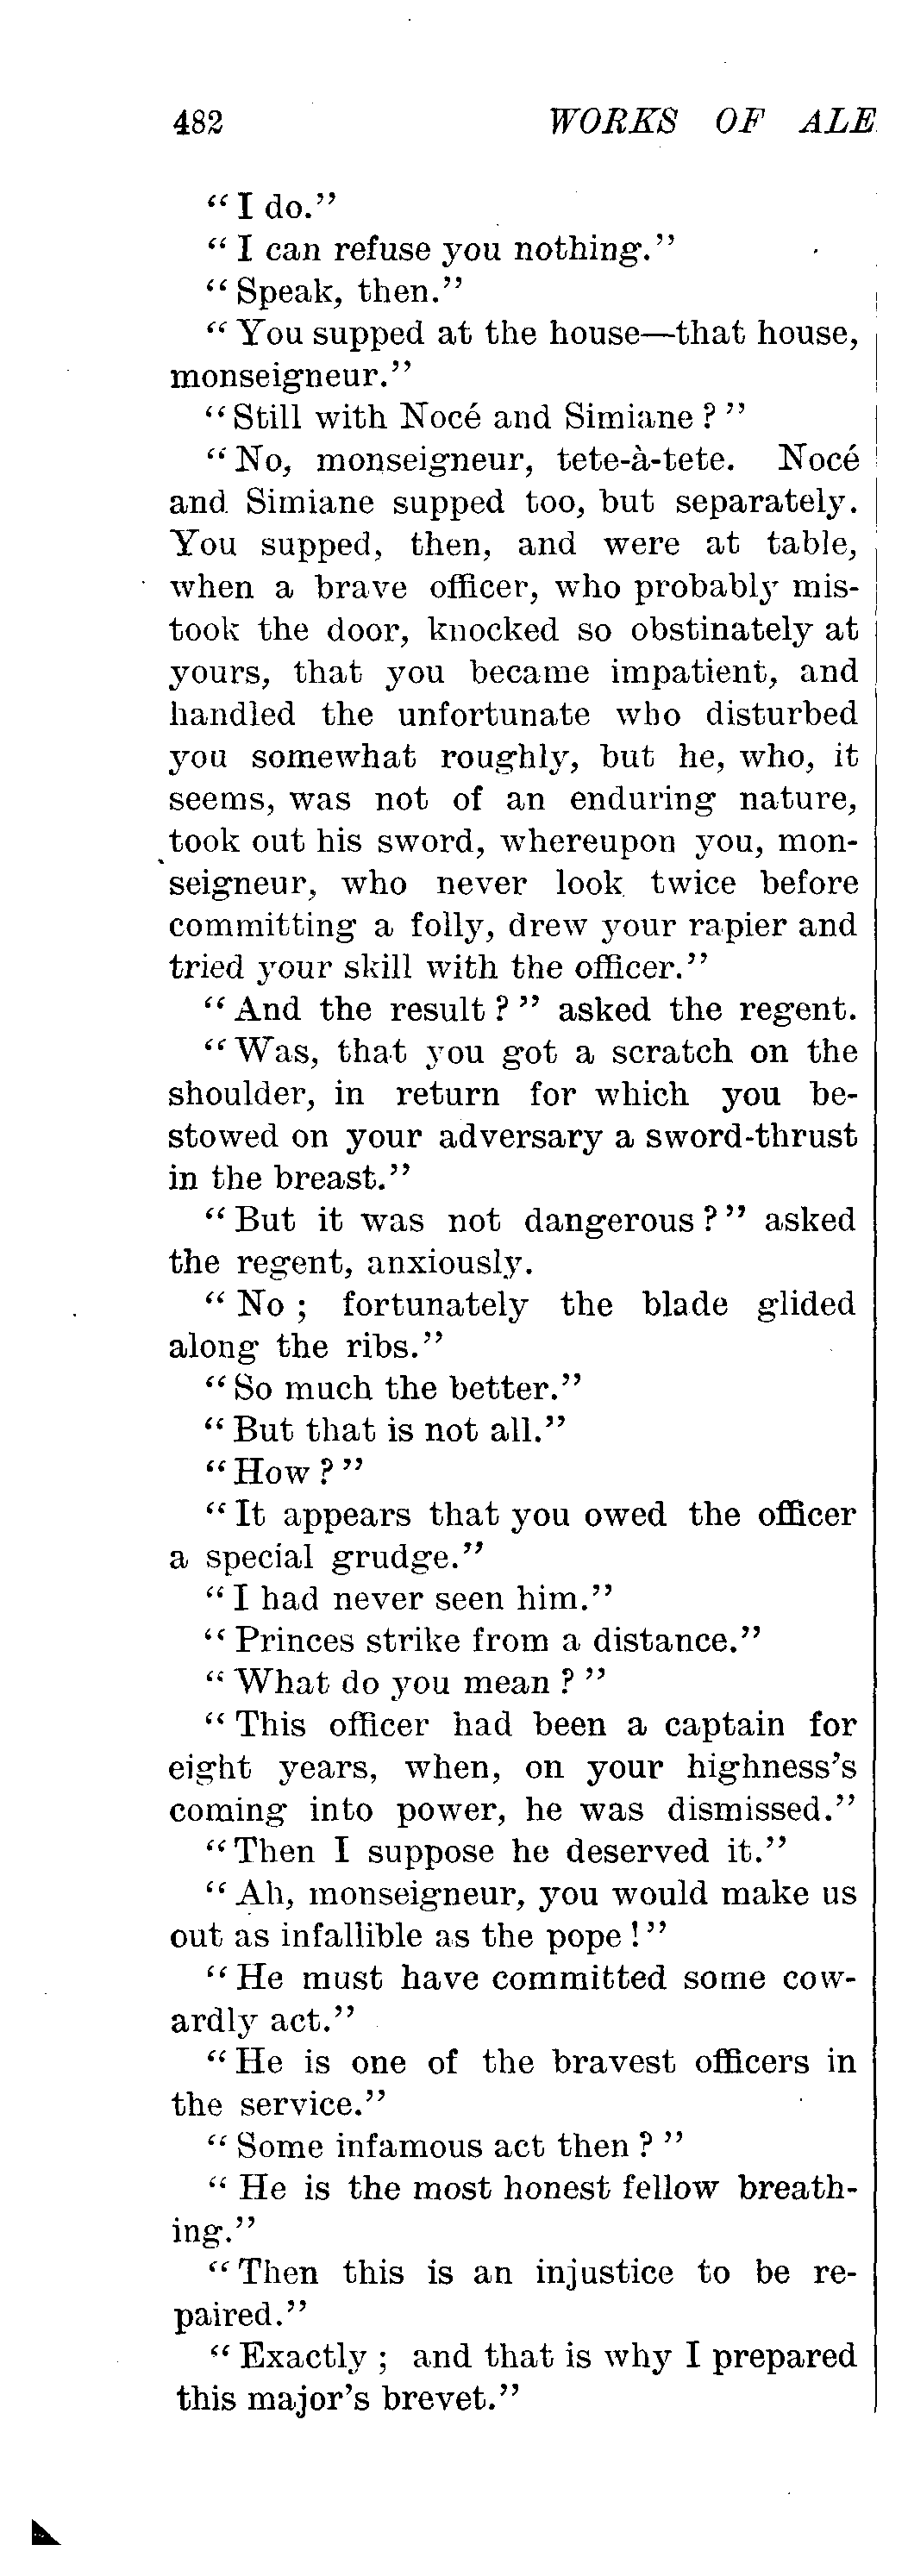 482 WORKS OF ALE
"I do."
"I can refuse you nothing."
"Speak, then."
"You supped at the house—that house,
monseigneur."
"Still with Nocé and Simiane ?"
"No, monseigneur, tete-à-tete. Nocé
and Simiane supped too, but separately.
You supped, then, and were at table,
when a brave officer, who probably mis-
took the door, knocked so obstinately at
yours, that you became impatient, and
handled the unfortunate who disturbed
you somewhat roughly, but he, who, it
seems, was not of an enduring nature,
took out his sword, whereupon you, mon-
seigneur, who never look twice before
committing a folly, drew your rapier and
tried your skill with the officer."
"And the result ?" asked the regent.
"Was, that you got a scratch on the
shoulder, in return for which you be-
stowed on your adversary a sword-thrust
in the breast."
"But it was not dangerous ?" asked
the regent, anxiously.
"No ; fortunately the blade glided
along the ribs."
"So much the better."
"But that is not all."
"How ?"
"It appears that you owed the officer
a special grudge."
"I had never seen him."
"Princes strike from a distance."
"What do you mean ?"
"This officer had been a captain for
eight years, when, on your highness's
coming into power, he was dismissed."
"Then I suppose he deserved it."
"Ah, monseigneur, you would make us
out as infallible as the pope !"
"He must have committed some cow-
ardly act."
"He is one of the bravest officers in
the service."
"Some infamous act then ?"
"He is the most honest fellow breath-
ing."
"Then this is an injustice to be re-
paired."
"Exactly ; and that is why I prepared
this major's brevet."